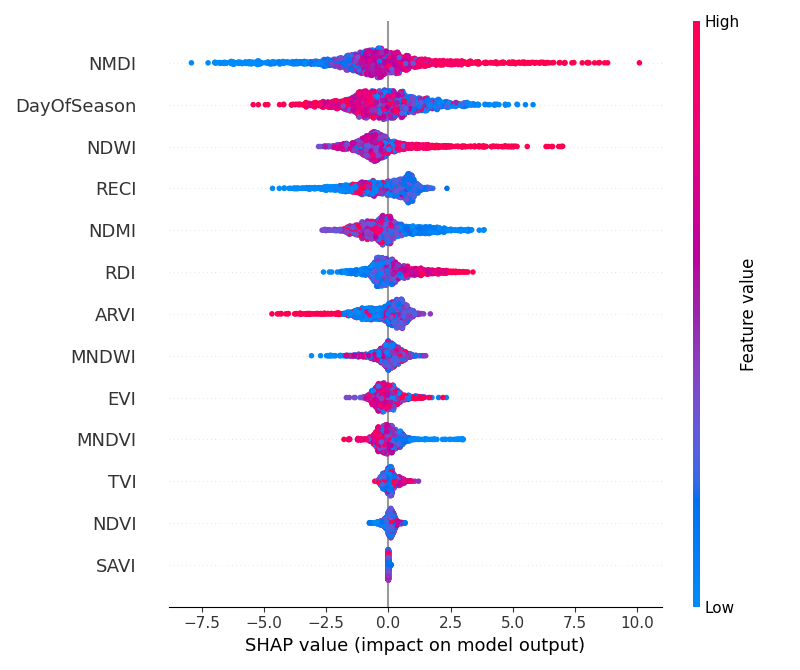 High
NMDI
DayOfSeason
NDWI
RECI
NDMI
RDI
ARVI
MNDWI
EVI
MNDVI
TVI
NDVI
SAVI
Feature value
Low
−7.5 −5.0 −2.5 0.0 2.5 5.0 7.5 10.0
SHAP value (impact on model output)